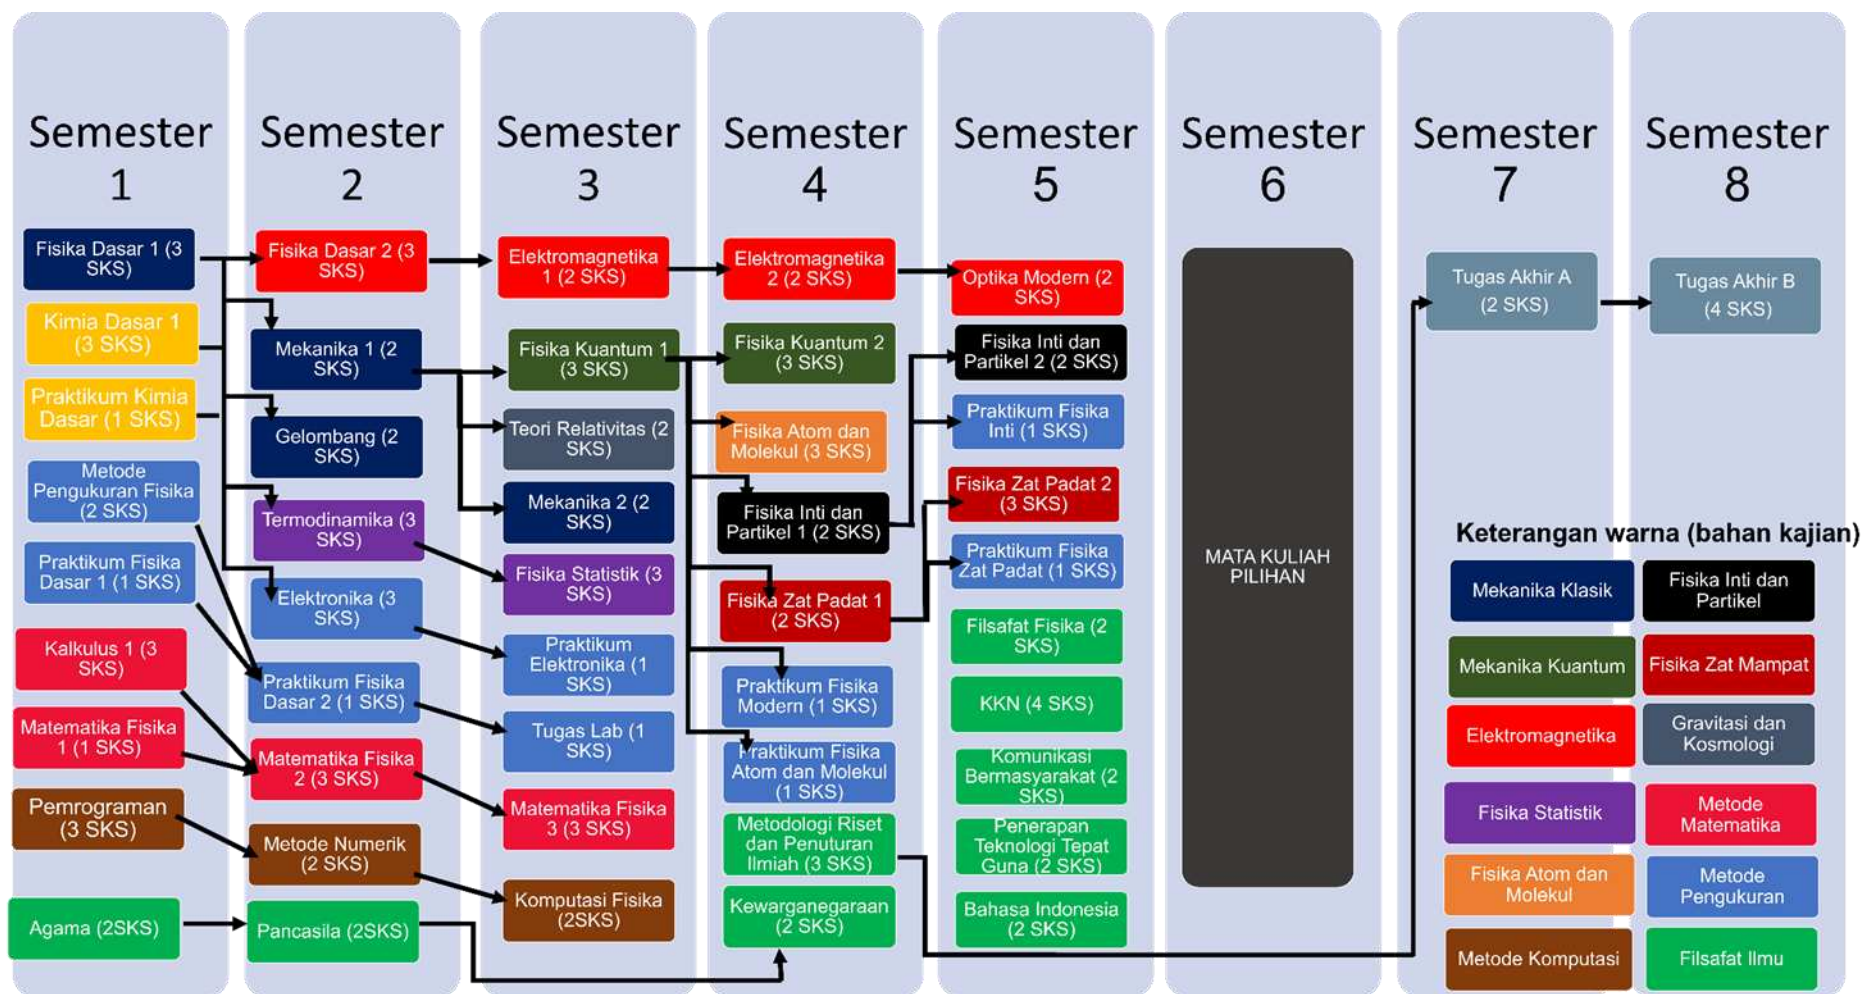 Semester
1
Fisika Dasar 1 (3
SKS)
Kimia Dasar 1
(3 SKS)
Praktikum Kimia
Dasar (1 SKS)
Metode
Pengukuran Fisika
(2 SKS)
Praktikum Fisika
Dasar 1 (1 SKS)
Kalkulus 1 (3
SKS)
Matematika Fisika
1 (1 SKS)
Pemrograman
(3 SKS)
Agama (2SKS)
Semester
2
Fisika Dasar 2 (3
SKS)
Mekanika 1 (2
SKS)
Gelombang (2
SKS)
Termodinamika (3
SKS)
Elektronika (3
SKS)
Praktikum Fisika
Dasar 2 (1 SKS)
Matematika Fisika
2 (3 SKS)
Metode Numerik
(2 SKS)
Pancasila (2SKS)
Semester
3
Elektromagnetika
1 (2 SKS)
Fisika Kuantum 1
(3 SKS)
Teori Relativitas (2
SKS)
Mekanika 2 (2
SKS)
Fisika Statistik (3
SKS)
Praktikum
Elektronika (1
SKS)
Tugas Lab (1
SKS)
Matematika Fisika
3 (3 SKS)
Komputasi Fisika
(2SKS)
Semester
4
Elektromagnetika
2 (2 SKS)
Fisika Kuantum 2
(3 SKS)
Fisika Atom dan
Molekul (3 SKS)
Fisika Inti dan
Partikel 1 (2 SKS)
Fisika Zat Padat 1
(2 SKS)
Praktikum Fisika
Modern (1 SKS)
Praktikum Fisika
Atom dan Molekul
(1 SKS)
Metodologi Riset
dan Penuturan
Ilmiah (3 SKS)
Kewarganegaraan
(2 SKS)
Semester
5
Optika Modern (2
SKS)
Fisika Inti dan
Partikel 2 (2 SKS)
Praktikum Fisika
Inti (1 SKS)
Fisika Zat Padat 2
(3 SKS)
Praktikum Fisika
Zat Padat (1 SKS)
Filsafat Fisika (2
SKS)
KKN (4 SKS)
Komunikasi
Bermasyarakat (2
SKS)
Penerapan
Teknologi Tepat
Guna (2 SKS)
Bahasa Indonesia
(2 SKS)
Semester
6
MATA KULIAH
PILIHAN
Semester
7
Tugas Akhir A
(2 SKS)
Semester
8
Tugas Akhir B
(4 SKS)
Keterangan warna (bahan kajian)
Mekanika Klasik
Fisika Inti dan
Partikel
Mekanika Kuantum
Fisika Zat Mampat
Elektromagnetika
Gravitasi dan
Kosmologi
Fisika Statistik
Metode
Matematika
Fisika Atom dan
Molekul
Metode
Pengukuran
Metode Komputasi
Filsafat Ilmu